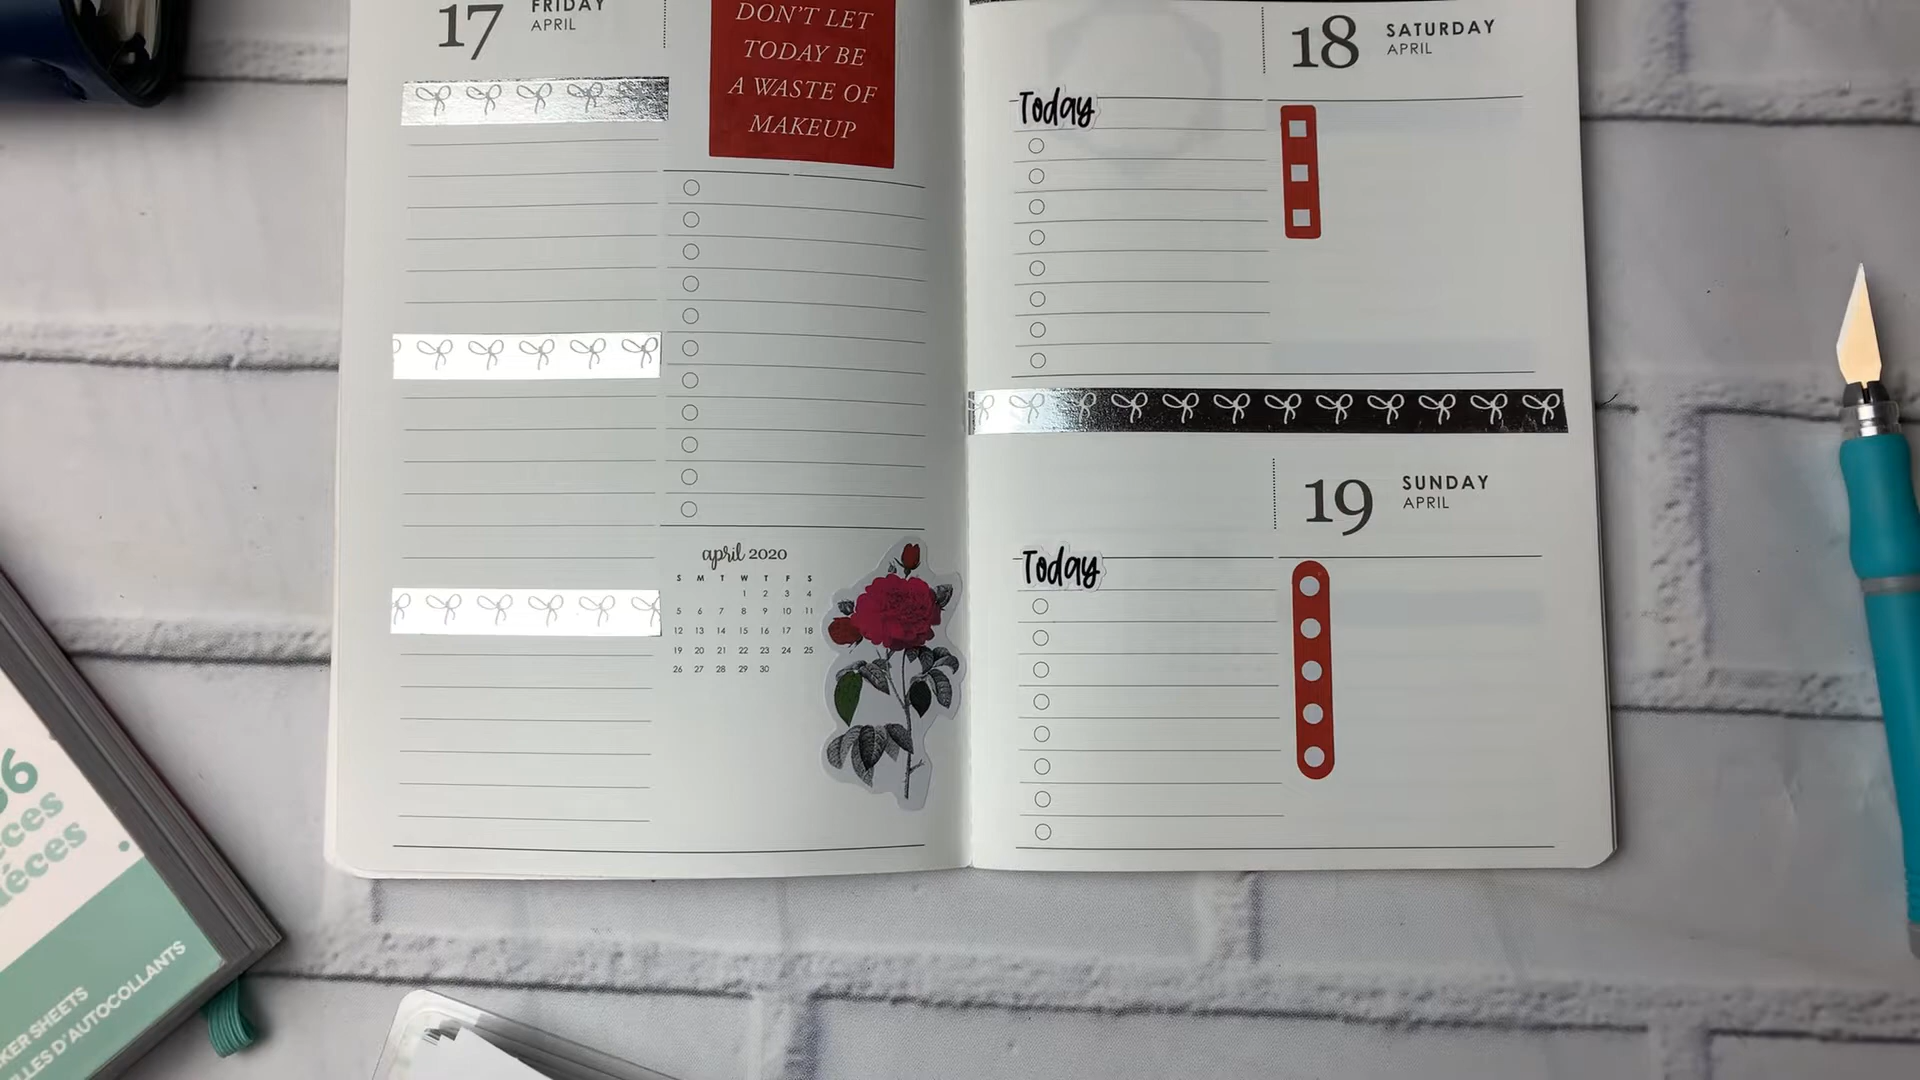 17
FRIDAY
APRIL
DON'T LET
TODAY BE
A WASTE OF
MAKEUP
april 2020
S M T W T F S
1 2 3 4
5 6 7 8 9 10 11
12 13 14 15 16 17 18
19 20 21 22 23 24 25
26 27 28 29 30
18
SATURDAY
APRIL
Today
19
SUNDAY
APRIL
Today
SHEETS
D'AUTOCOLLANTS